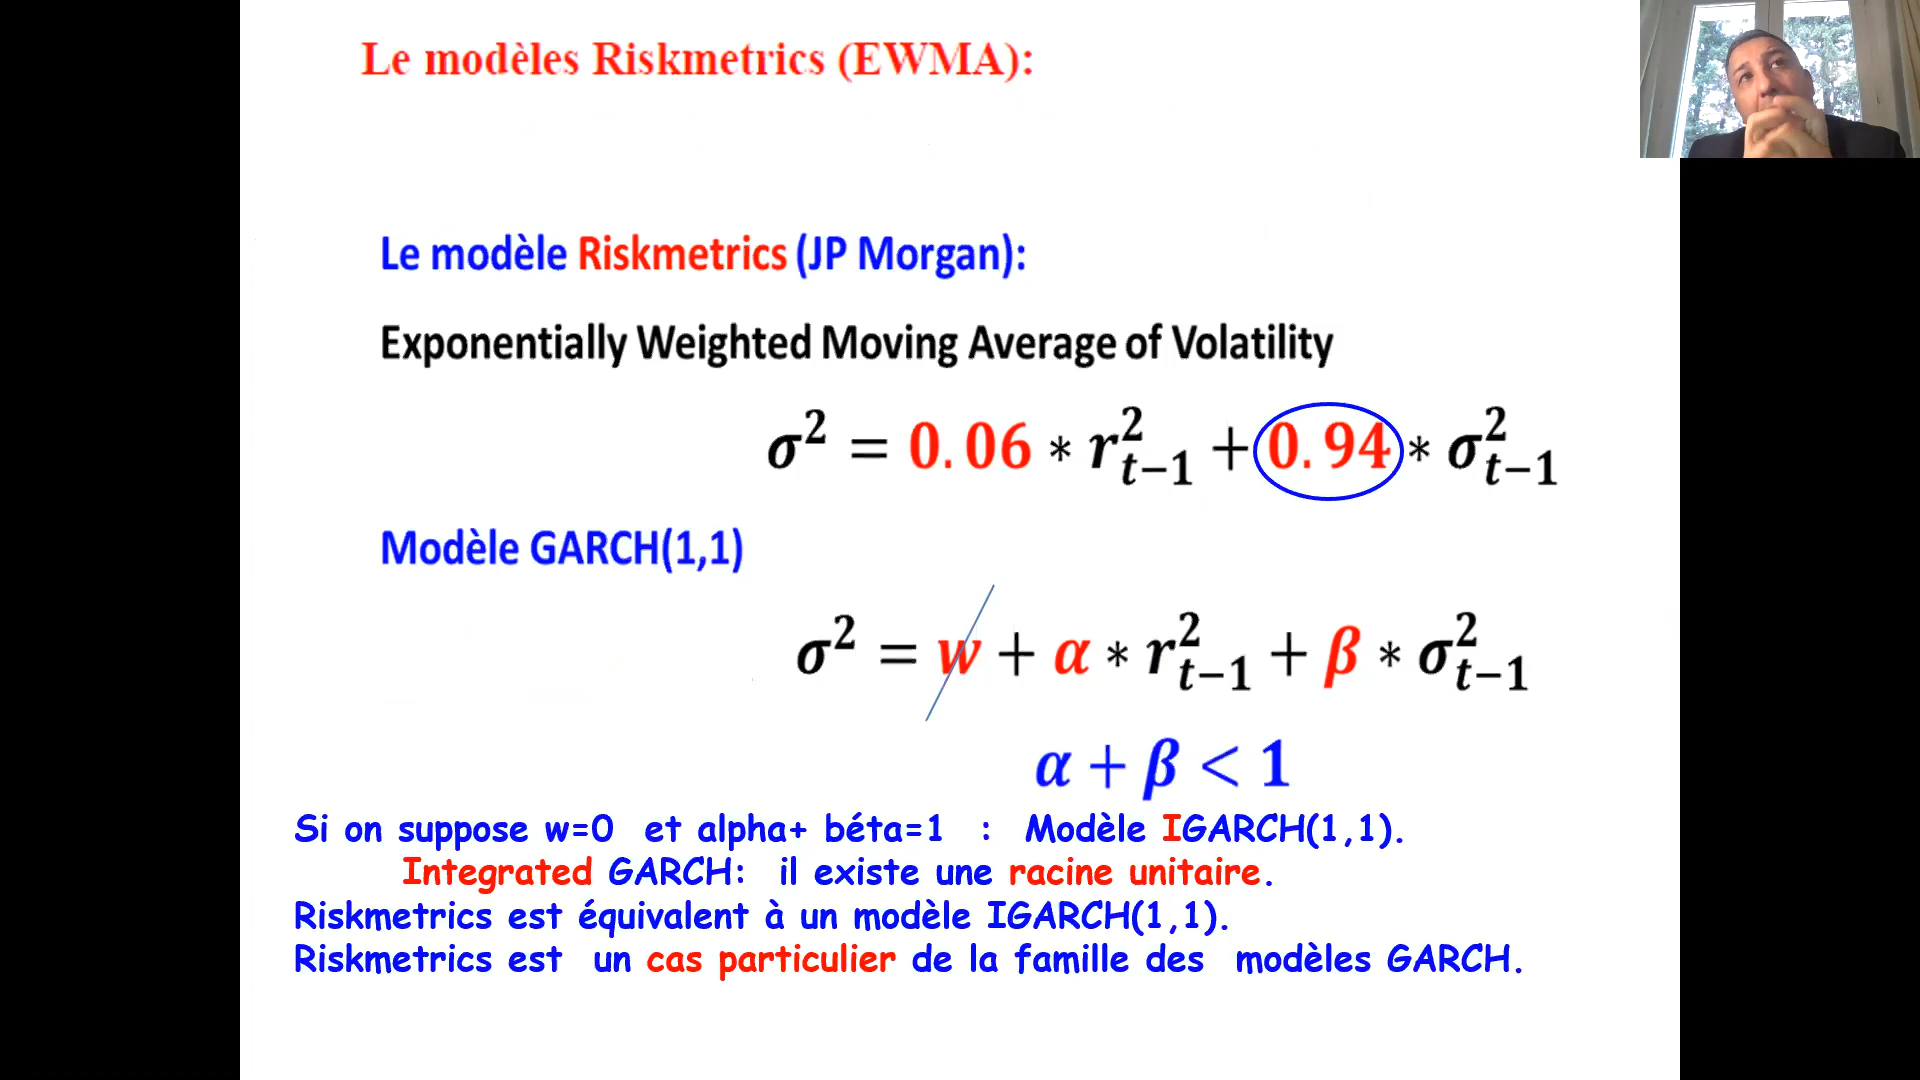 Le modèles Riskmetrics (EWMA):
Le modèle Riskmetrics (JP Morgan):
Exponentially Weighted Moving Average of Volatility
σ² = 0.06 * r²ₜ₋₁ + 0.94 * σ²ₜ₋₁
Modèle GARCH(1,1)
σ² = w + α * r²ₜ₋₁ + β * σ²ₜ₋₁
α + β < 1
Si on suppose w=0 et alpha+ béta=1 : Modèle IGARCH(1,1).
Integrated GARCH: il existe une racine unitaire.
Riskmetrics est équivalent à un modèle IGARCH(1,1).
Riskmetrics est un cas particulier de la famille des modèles GARCH.